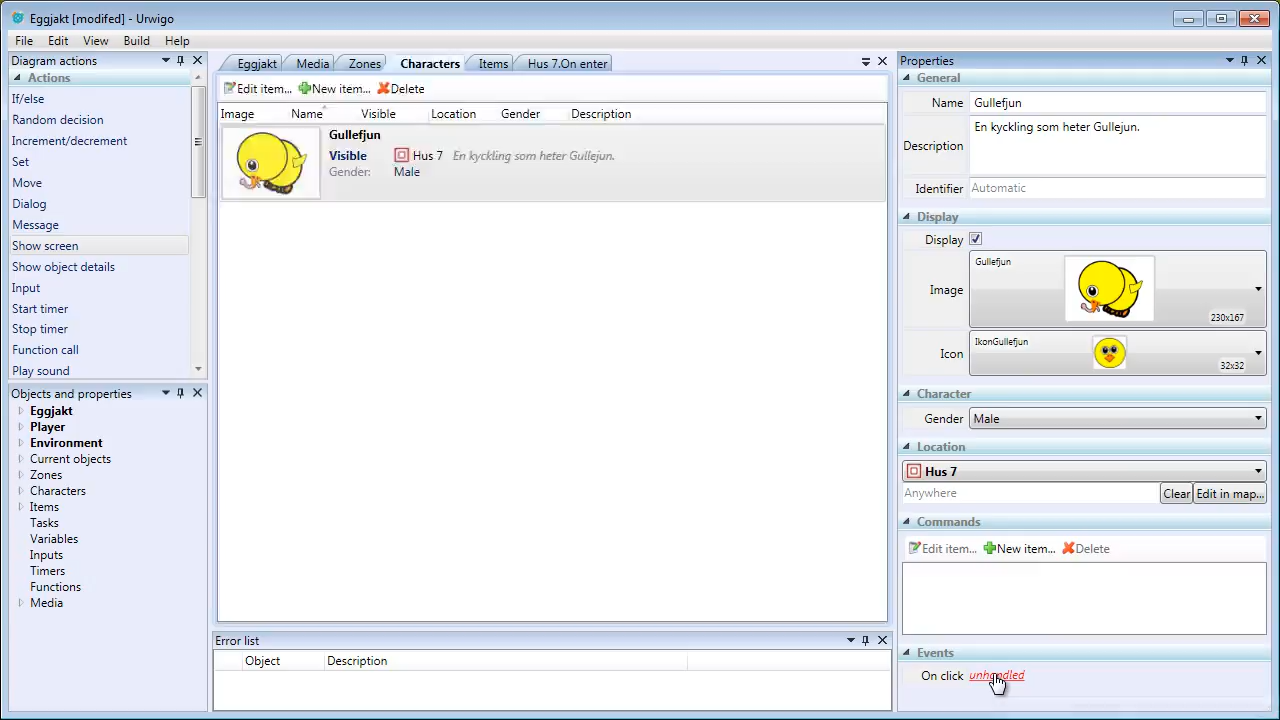 Eggjakt [modifed] - Urwigo
File Edit View Build Help
Diagram actions
Actions
If/else
Random decision
Increment/decrement
Set
Move
Dialog
Message
Show screen
Show object details
Input
Start timer
Stop timer
Function call
Play sound
Objects and properties
Eggjakt
Player
Environment
Current objects
Zones
Characters
Items
Tasks
Variables
Inputs
Timers
Functions
Media
Eggjakt Media Zones Characters Items Hus 7.On enter
Edit item... New item... Delete
Image Name Visible Location Gender Description
Gullefjun
Visible Hus 7 En kyckling som heter Gullejun.
Gender: Male
Error list
Object Description
Properties
General
Name Gullefjun
Description En kyckling som heter Gullejun.
Identifier Automatic
Display
Display
Image Gullefjun 230x167
Icon IkonGullefjun 32x32
Character
Gender Male
Location
Hus 7
Anywhere Clear Edit in map...
Commands
Edit item... New item... Delete
Events
On click unhandled